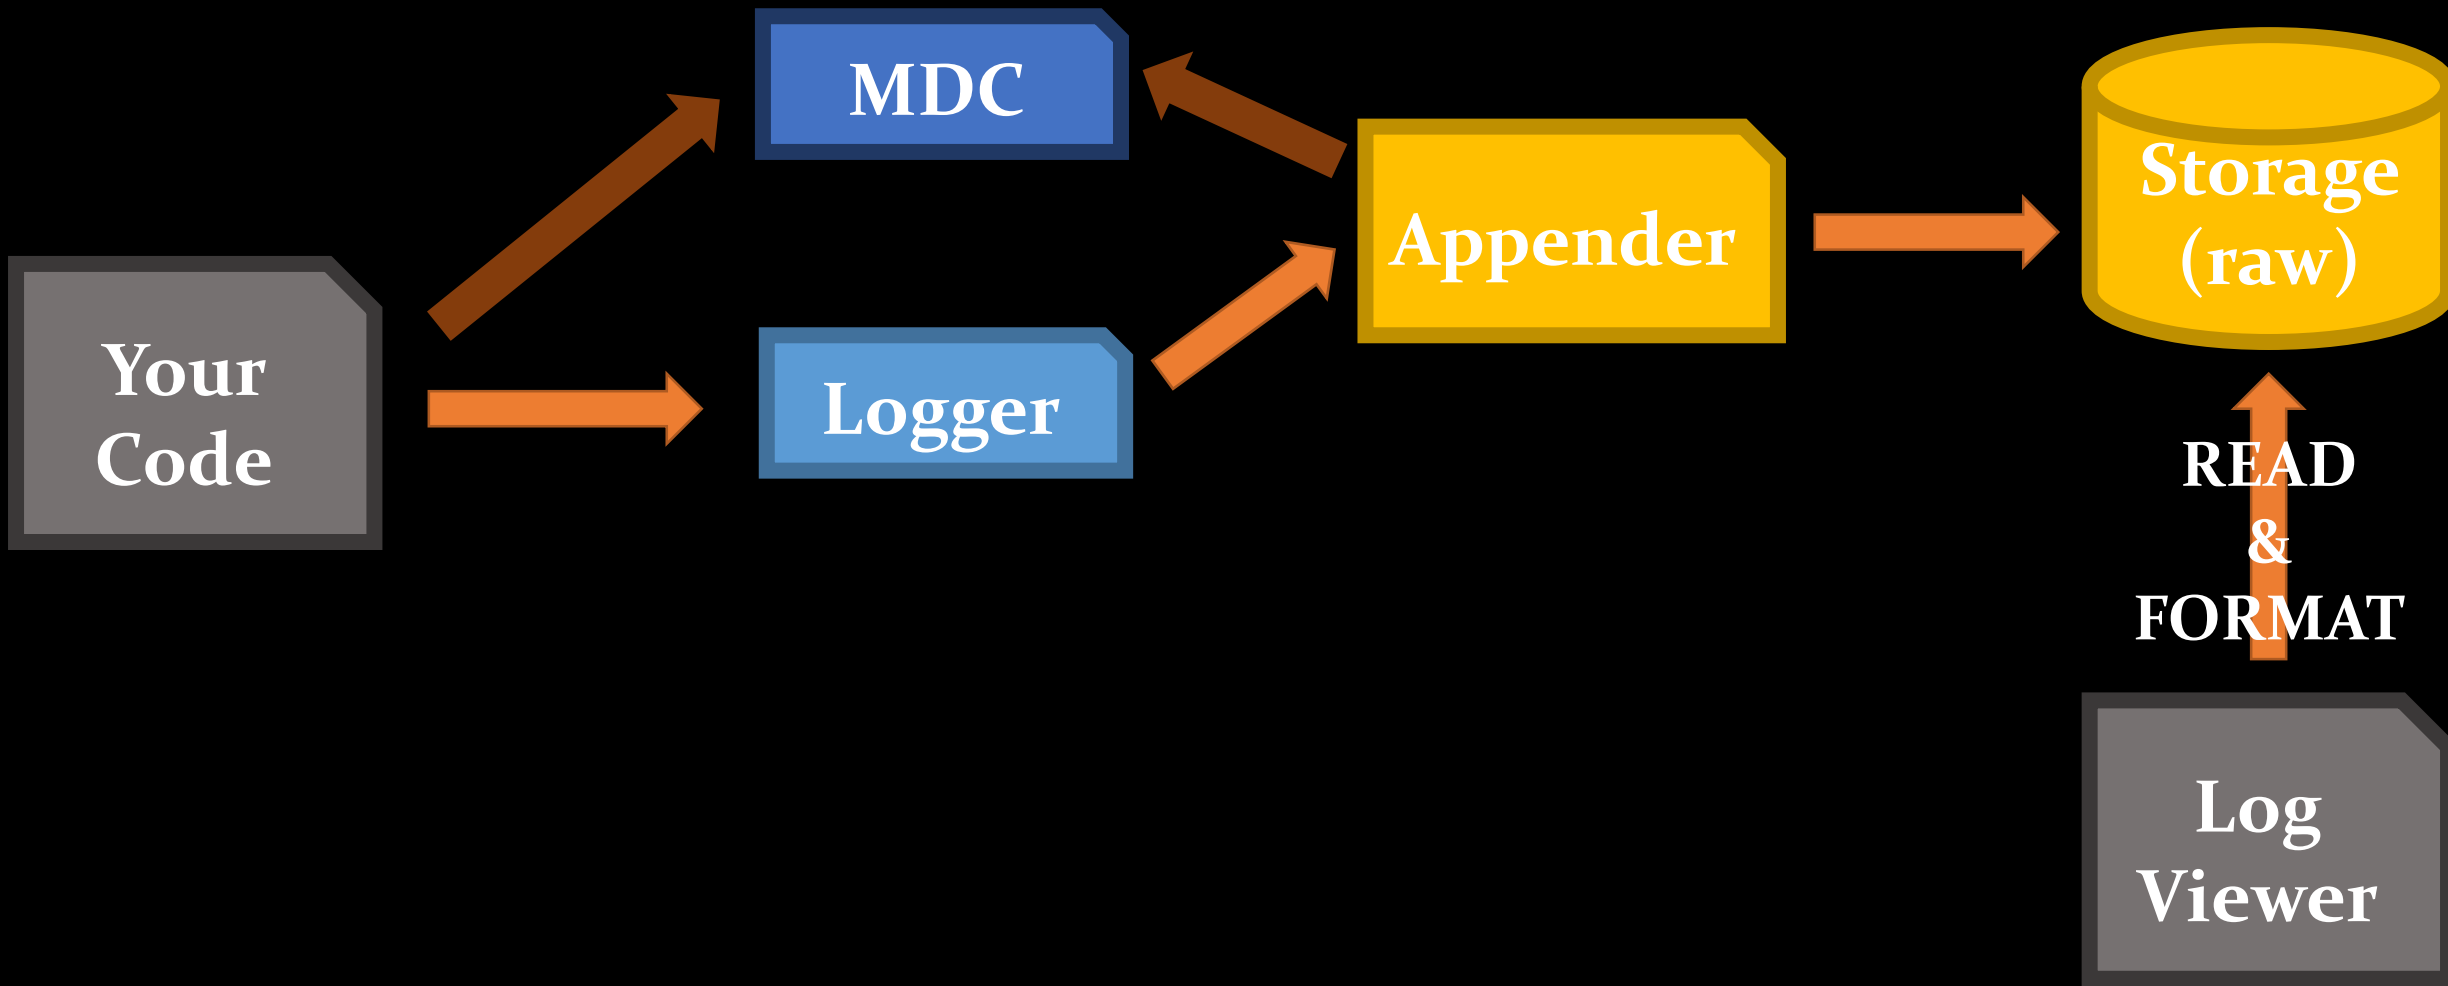 MDC
Storage
(raw)
Appender
Your
Code
Logger
READ
&
FORMAT
Log
Viewer